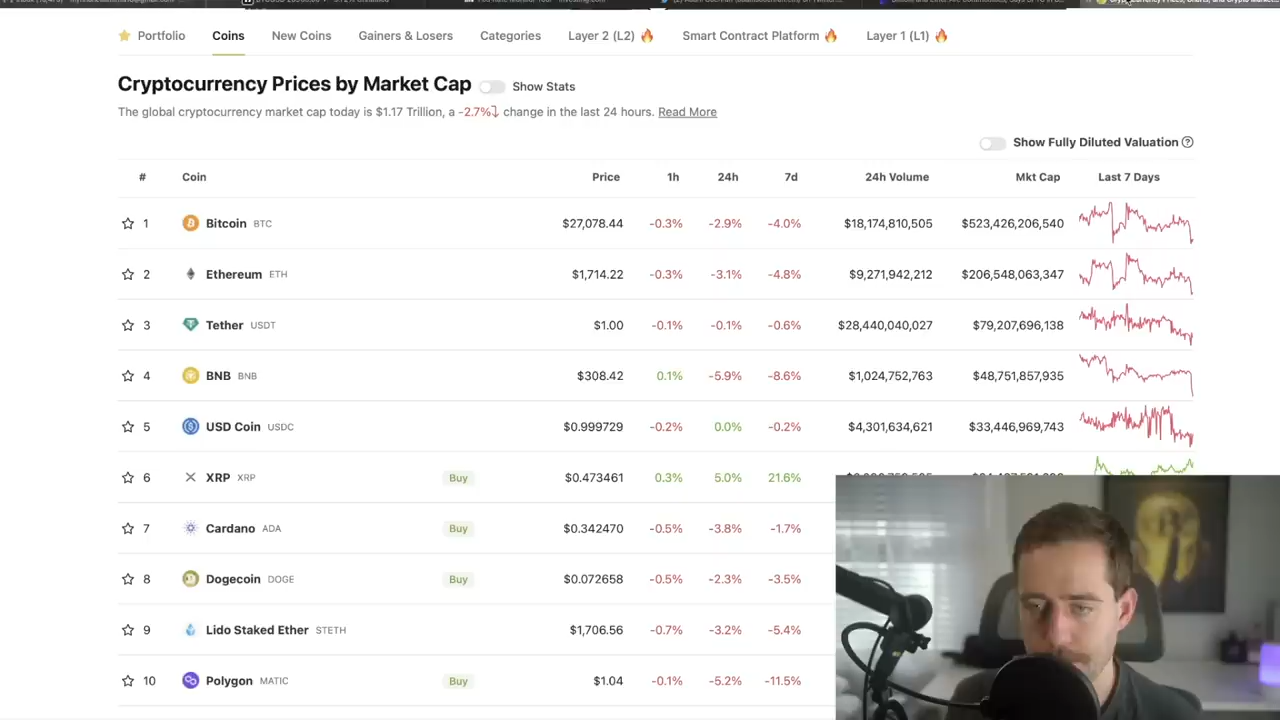 Portfolio Coins New Coins Gainers & Losers Categories Layer 2 (L2) 🔥 Smart Contract Platform 🔥 Layer 1 (L1) 🔥
Cryptocurrency Prices by Market Cap Show Stats
The global cryptocurrency market cap today is $1.17 Trillion, a -2.7% change in the last 24 hours. Read More
Show Fully Diluted Valuation
# Coin Price 1h 24h 7d 24h Volume Mkt Cap Last 7 Days
1 Bitcoin BTC $27,078.44 -0.3% -2.9% -4.0% $18,174,810,505 $523,426,206,540
2 Ethereum ETH $1,714.22 -0.3% -3.1% -4.8% $9,271,942,212 $206,548,063,347
3 Tether USDT $1.00 -0.1% -0.1% -0.6% $28,440,040,027 $79,207,696,138
4 BNB BNB $308.42 0.1% -5.9% -8.6% $1,024,752,763 $48,751,857,935
5 USD Coin USDC $0.999729 -0.2% 0.0% -0.2% $4,301,634,621 $33,446,969,743
6 XRP XRP Buy $0.473461 0.3% 5.0% 21.6%
7 Cardano ADA Buy $0.342470 -0.5% -3.8% -1.7%
8 Dogecoin DOGE Buy $0.072658 -0.5% -2.3% -3.5%
9 Lido Staked Ether STETH $1,706.56 -0.7% -3.2% -5.4%
10 Polygon MATIC Buy $1.04 -0.1% -5.2% -11.5%